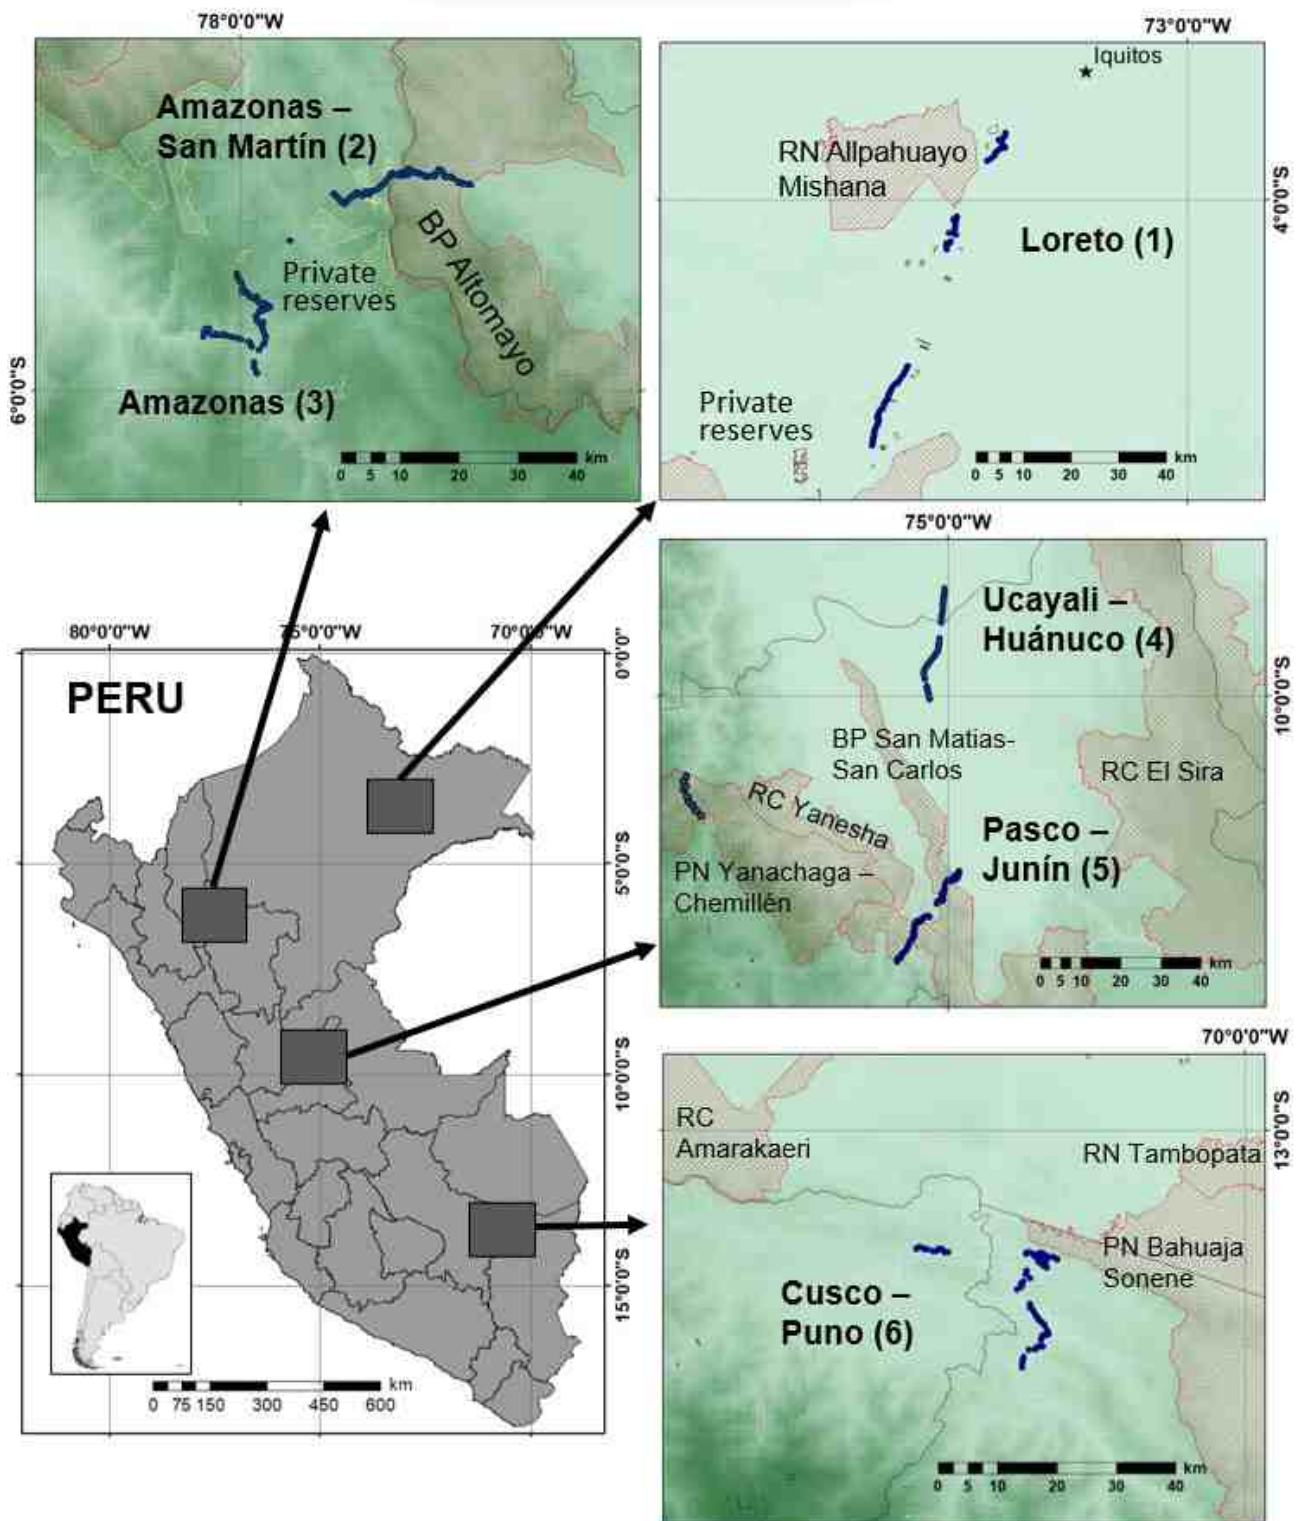 78°0'0"W
Amazonas –
San Martín (2)
BP Altomayo
Private
reserves
Amazonas (3)
6°0'0"S
0 5 10 20 30 40 km
73°0'0"W
Iquitos
RN Allpahuayo
Mishana
4°0'0"S
Loreto (1)
Private
reserves
0 5 10 20 30 40 km
75°0'0"W
Ucayali –
Huánuco (4)
10°0'0"S
BP San Matias-
San Carlos
RC El Sira
RC Yanesha
Pasco –
Junín (5)
PN Yanachaga –
Chemillén
0 5 10 20 30 40 km
80°0'0"W 75°0'0"W 70°0'0"W
0°0'0"
PERU
5°0'0"S
10°0'0"S
15°0'0"S
0 75 150 300 450 600 km
70°0'0"W
RC
Amarakaeri
13°0'0"S
RN Tambopata
PN Bahuaja
Sonene
Cusco –
Puno (6)
0 5 10 20 30 40 km